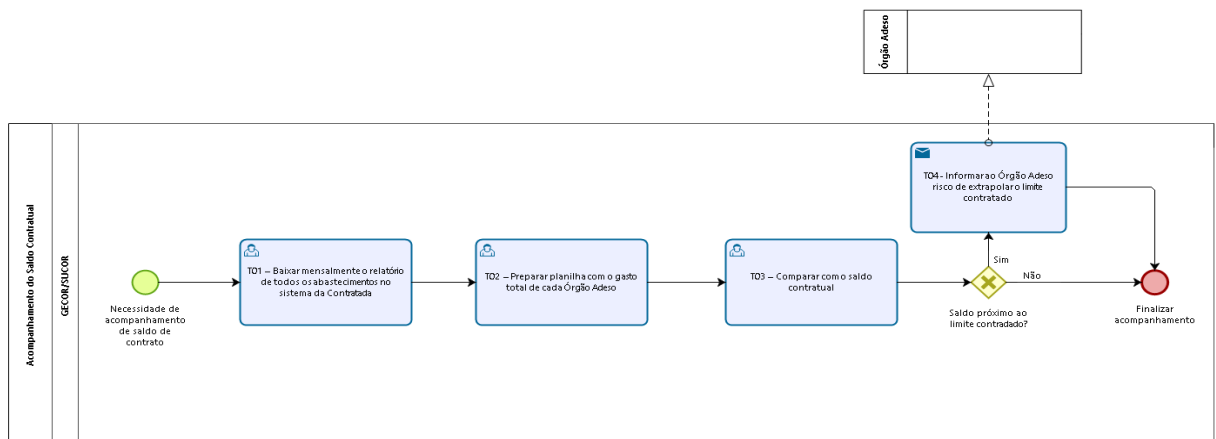 Órgão Adeso
Acompanhamento do Saldo Contratual
GECOR/SUCOR
Necessidade de
acompanhamento
de saldo de
contrato
T01 – Baixar mensalmente o relatório
de todos os abastecimentos no
sistema da Contratada
T02 – Preparar planilha com o gasto
total de cada Órgão Adeso
T03 – Comparar com o saldo
contratual
T04- Informar ao Órgão Adeso
risco de extrapolar o limite
contratado
Sim
Não
Saldo próximo ao
limite contradado?
Finalizar
acompanhamento